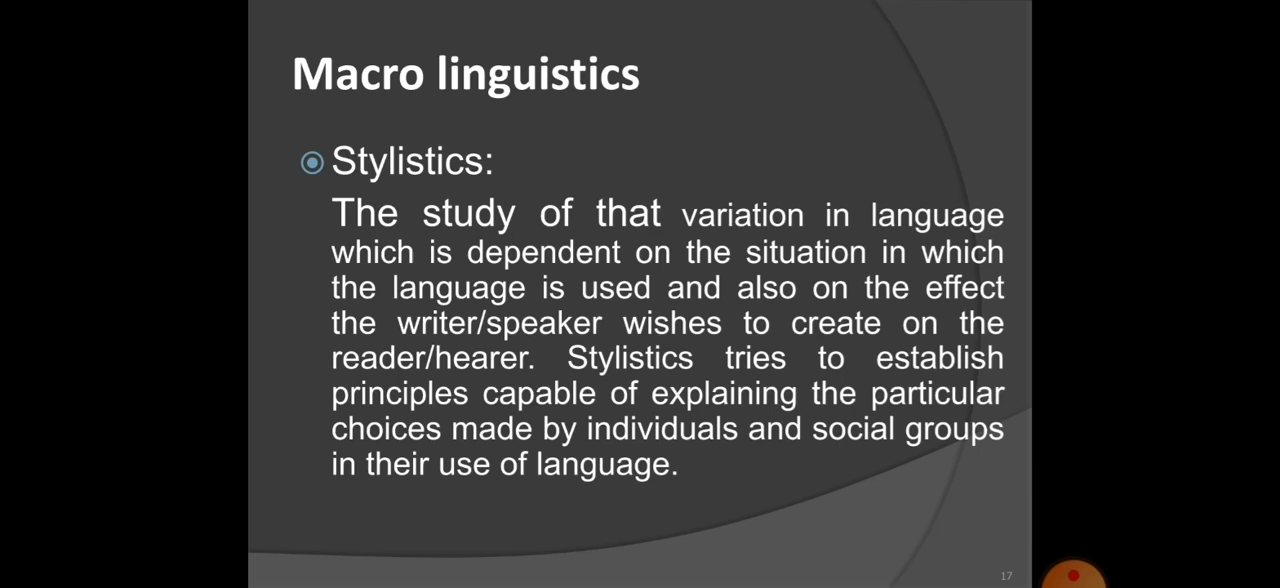 Macro linguistics
Stylistics:
The study of that variation in language
which is dependent on the situation in which
the language is used and also on the effect
the writer/speaker wishes to create on the
reader/hearer. Stylistics tries to establish
principles capable of explaining the particular
choices made by individuals and social groups
in their use of language.
17